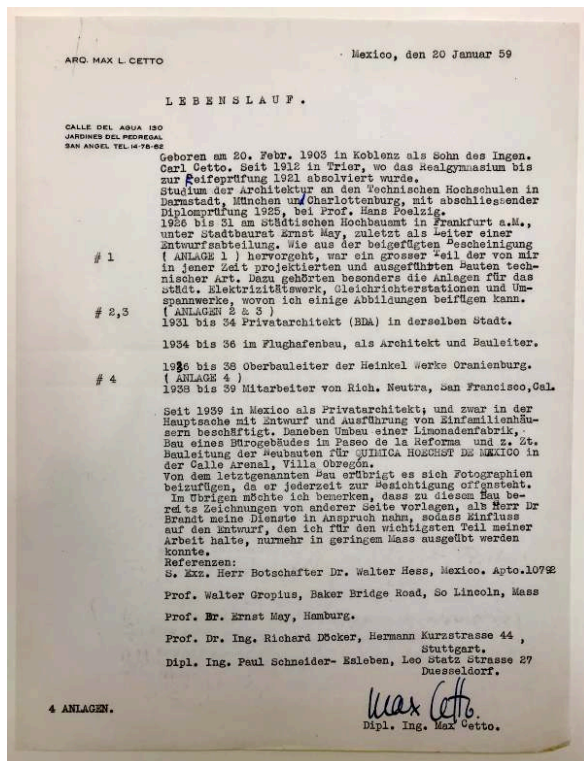 ARQ. MAX L. CETTO
Mexico, den 20 Januar 59
LEBENSLAUF.
CALLE DEL AGUA 130
JARDINES DEL PEDREGAL
SAN ANGEL TEL. 14-78-62
Geboren am 20. Febr. 1903 in Koblenz als Sohn des Ingen.
Carl Cetto. Seit 1912 in Trier, wo das Realgymnasium bis
zur Reifeprüfung 1921 absolviert wurde.
Studium der Architektur an den Technischen Hochschulen in
Darmstadt, München und Charlottenburg, mit abschliessender
Diplomprüfung 1925, bei Prof. Hans Poelzig.
1926 bis 31 am Städtischen Hochbauamt in Frankfurt a.M.,
unter Stadtbaurat Ernst May, zuletzt als Leiter einer
Entwurfsabteilung. Wie aus der beigefügten Bescheinigung
# 1 ( ANLAGE 1 ) hervorgeht, war ein grosser Teil der von mir
in jener Zeit projektierten und ausgeführten Bauten tech-
nischer Art. Dazu gehörten besonders die Anlagen für das
Städt. Elektrizitätswerk, Gleichrichterstationen und Um-
spannwerke, wovon ich einige Abbildungen beifügen kann.
# 2,3 ( ANLAGEN 2 & 3 )
1931 bis 34 Privatarchitekt (BDA) in derselben Stadt.
1934 bis 36 im Flughafenbau, als Architekt und Bauleiter.
1936 bis 38 Oberbauleiter der Heinkel Werke Oranienburg.
# 4 ( ANLAGE 4 )
1938 bis 39 Mitarbeiter von Rich. Neutra, San Francisco,Cal.
Seit 1939 in Mexico als Privatarchitekt; und zwar in der
Hauptsache mit Entwurf und Ausführung von Einfamilienhäu-
sern beschäftigt. Daneben Umbau einer Limonadenfabrik,
Bau eines Bürogebäudes im Paseo de la Reforma und z. Zt.
Bauleitung der Neubauten für QUIMICA HOECHST DE MEXICO in
der Calle Arenal, Villa Obregón.
Von dem letztgenannten Bau erübrigt es sich Fotographien
beizufügen, da er jederzeit zur Besichtigung offensteht.
Im Übrigen möchte ich bemerken, dass zu diesem Bau be-
reits Zeichnungen von anderer Seite vorlagen, als Herr Dr
Brandt meine Dienste in Anspruch nahm, sodass Einfluss
auf den Entwurf, den ich für den wichtigsten Teil meiner
Arbeit halte, nurmehr in geringem Mass ausgeübt werden
konnte.
Referenzen:
S. Exz. Herr Botschafter Dr. Walter Hess, Mexico. Apto.10792
Prof. Walter Gropius, Baker Bridge Road, So Lincoln, Mass
Prof. Dr. Ernst May, Hamburg.
Prof. Dr. Ing. Richard Döcker, Hermann Kurzstrasse 44 ,
Stuttgart.
Dipl. Ing. Paul Schneider- Esleben, Leo Statz Strasse 27
Duesseldorf.
Max Cetto.
4 ANLAGEN.
Dipl. Ing. Max Cetto.